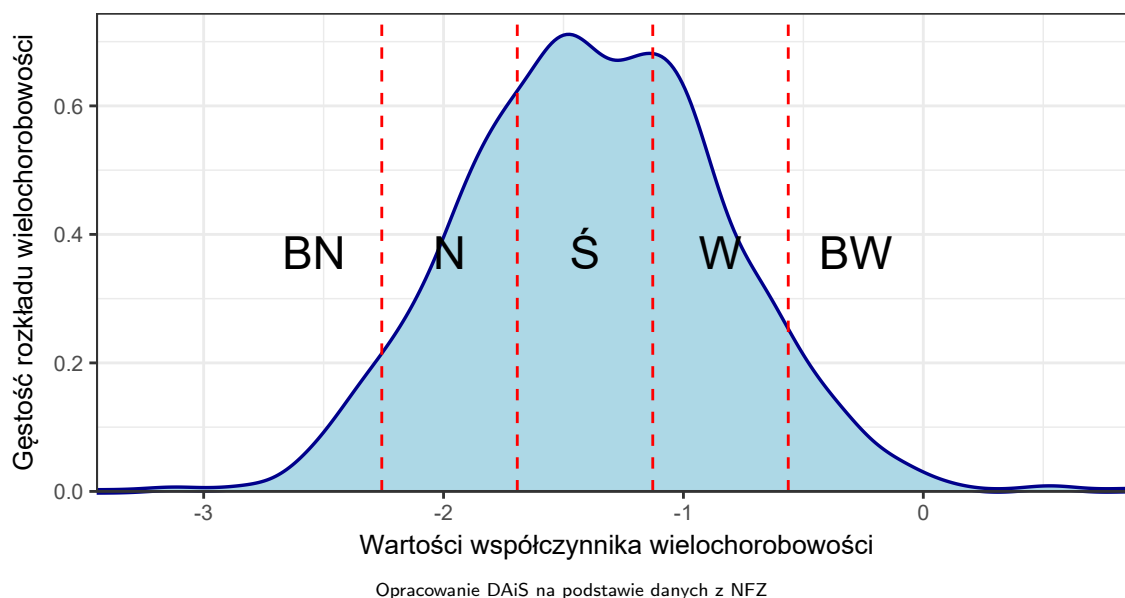 Gęstość rozkładu wielochorobowości
0.6
0.4
0.2
0.0
BN N Ś W BW
-3 -2 -1 0
Wartości współczynnika wielochorobowości
Opracowanie DAiS na podstawie danych z NFZ